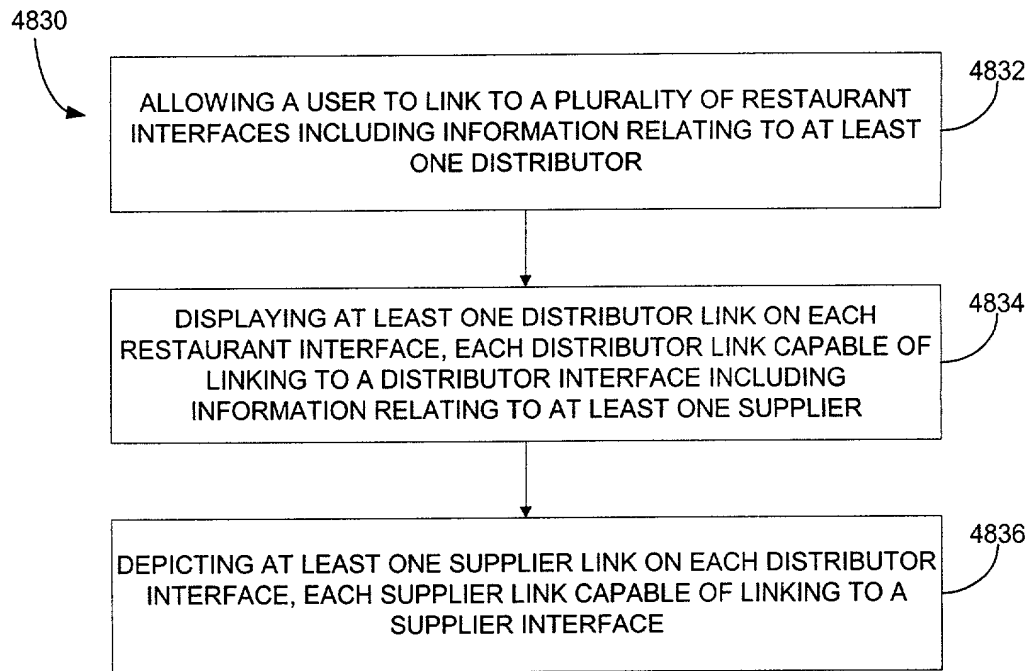 4830
4832
ALLOWING A USER TO LINK TO A PLURALITY OF RESTAURANT
INTERFACES INCLUDING INFORMATION RELATING TO AT LEAST
ONE DISTRIBUTOR
4834
DISPLAYING AT LEAST ONE DISTRIBUTOR LINK ON EACH
RESTAURANT INTERFACE, EACH DISTRIBUTOR LINK CAPABLE OF
LINKING TO A DISTRIBUTOR INTERFACE INCLUDING
INFORMATION RELATING TO AT LEAST ONE SUPPLIER
4836
DEPICTING AT LEAST ONE SUPPLIER LINK ON EACH DISTRIBUTOR
INTERFACE, EACH SUPPLIER LINK CAPABLE OF LINKING TO A
SUPPLIER INTERFACE